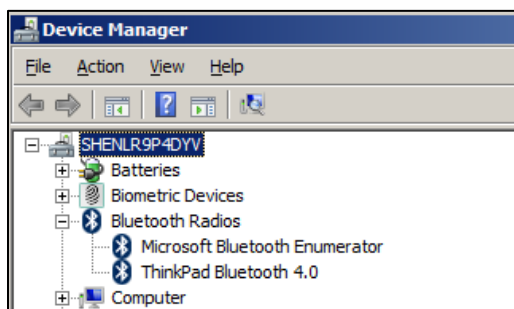 Device Manager
File Action View Help
SHENLR9P4DYV
Batteries
Biometric Devices
Bluetooth Radios
Microsoft Bluetooth Enumerator
ThinkPad Bluetooth 4.0
Computer